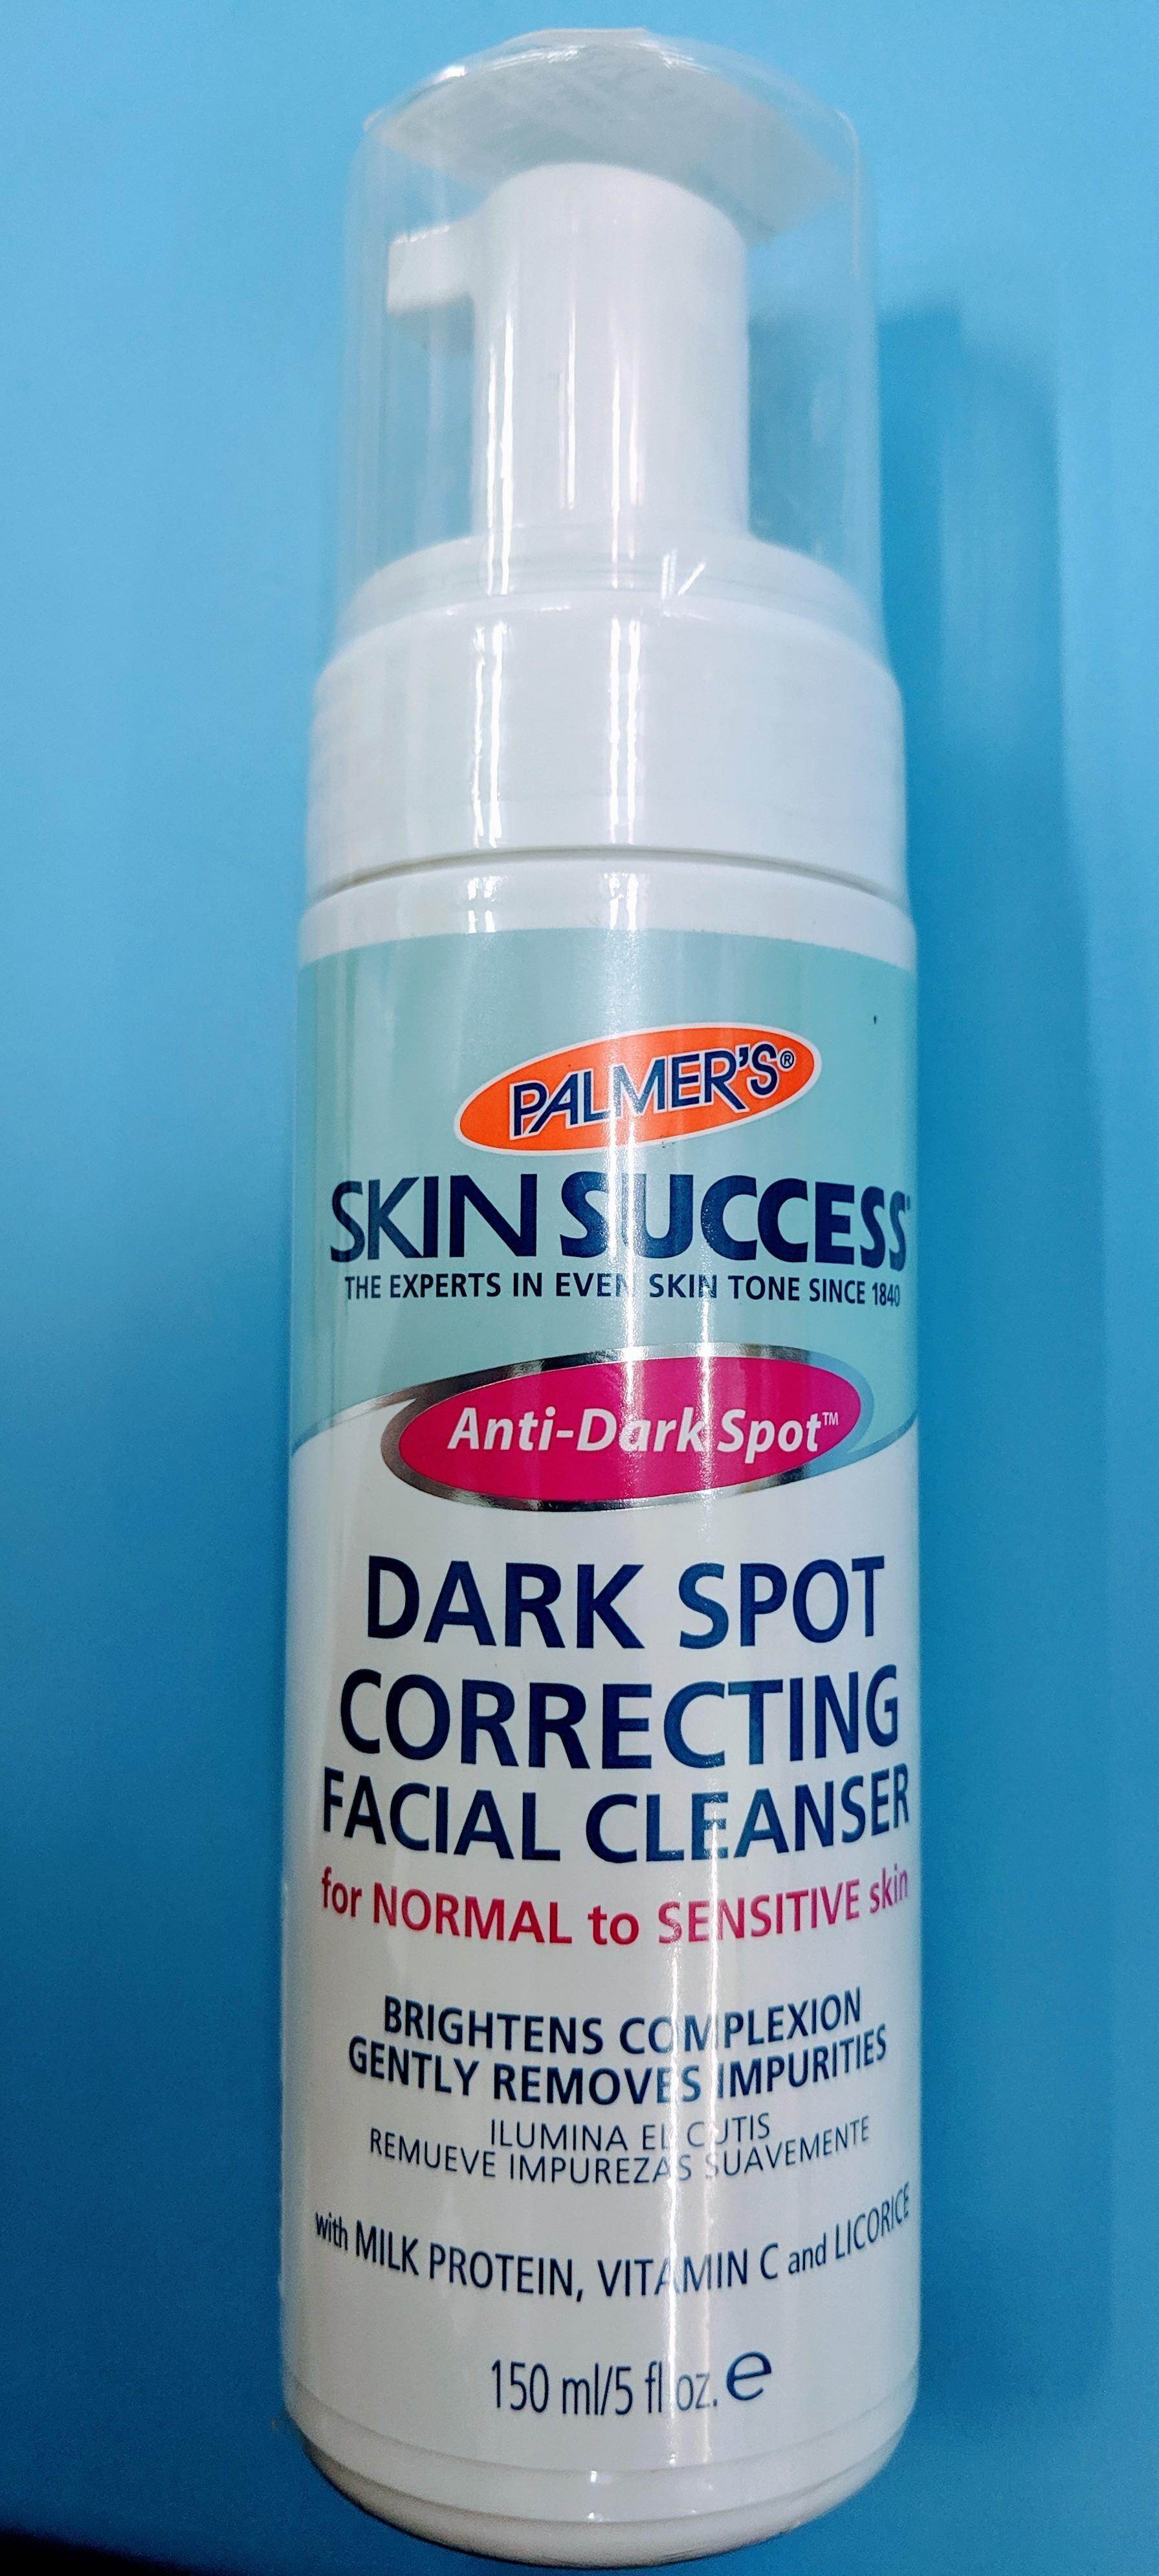 PALMER'S®
SKIN SUCCESS
THE EXPERTS IN EVEN SKIN TONE SINCE 1840
Anti-Dark Spot™
DARK SPOT
CORRECTING
FACIAL CLEANSER
for NORMAL to SENSITIVE skin
BRIGHTENS COMPLEXION
GENTLY REMOVES IMPURITIES
ILUMINA EL CUTIS
REMUEVE IMPUREZAS SUAVEMENTE
with MILK PROTEIN, VITAMIN C and LICORICE
150 ml/5 fl.oz. ℮